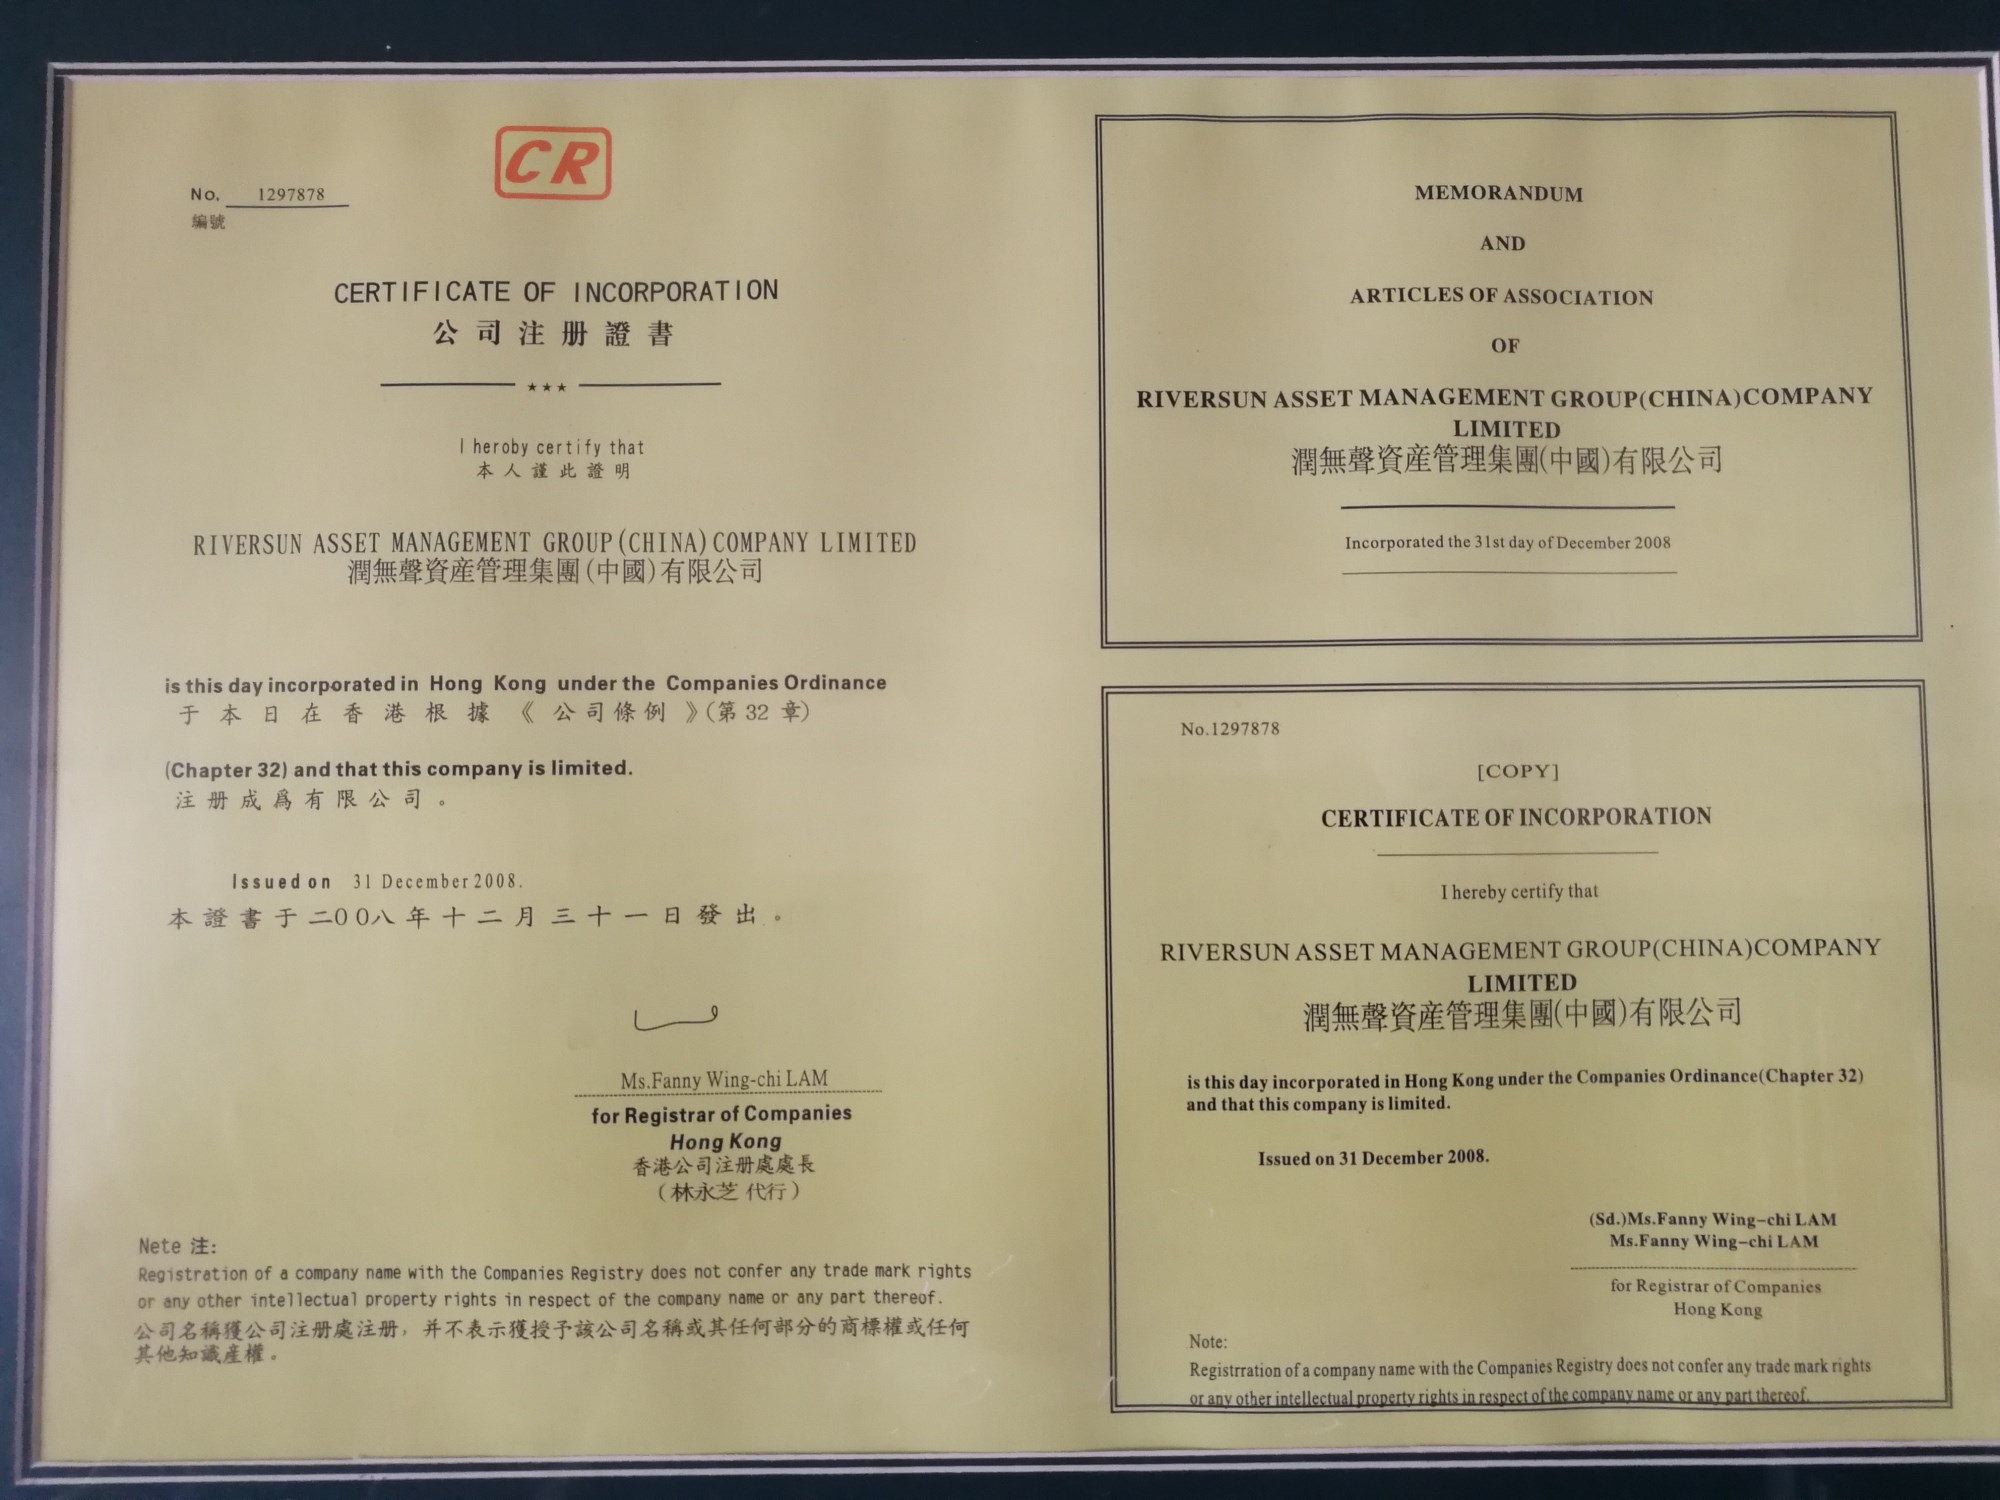 CR
No. 1297878
編號
CERTIFICATE OF INCORPORATION
公司注册證書
★★★
I heroby certify that
本人謹此證明
RIVERSUN ASSET MANAGEMENT GROUP(CHINA)COMPANY LIMITED
潤無聲資産管理集團(中國)有限公司
is this day incorporated in Hong Kong under the Companies Ordinance
于本日在香港根據《公司條例》(第32章)
(Chapter 32) and that this company is limited.
注册成爲有限公司。
Issued on 31 December 2008.
本證書于二00八年十二月三十一日發出。
Ms.Fanny Wing-chi LAM
for Registrar of Companies
Hong Kong
香港公司注册處處長
(林永芝 代行)
Nete 注:
Registration of a company name with the Companies Registry does not confer any trade mark rights
or any other intellectual property rights in respect of the company name or any part thereof.
公司名稱獲公司注册處注册，并不表示獲授予該公司名稱或其任何部分的商標權或任何
其他知識産權。
MEMORANDUM
AND
ARTICLES OF ASSOCIATION
OF
RIVERSUN ASSET MANAGEMENT GROUP(CHINA)COMPANY
LIMITED
潤無聲資産管理集團(中國)有限公司
Incorporated the 31st day of December 2008
No.1297878
[COPY]
CERTIFICATE OF INCORPORATION
I hereby certify that
RIVERSUN ASSET MANAGEMENT GROUP(CHINA)COMPANY
LIMITED
潤無聲資産管理集團(中國)有限公司
is this day incorporated in Hong Kong under the Companies Ordinance(Chapter 32)
and that this company is limited.
Issued on 31 December 2008.
(Sd.)Ms.Fanny Wing-chi LAM
Ms.Fanny Wing-chi LAM
for Registrar of Companies
Hong Kong
Note:
Registrration of a company name with the Companies Registry does not confer any trade mark rights
or any other intellectual property rights in respect of the company name or any part thereof.